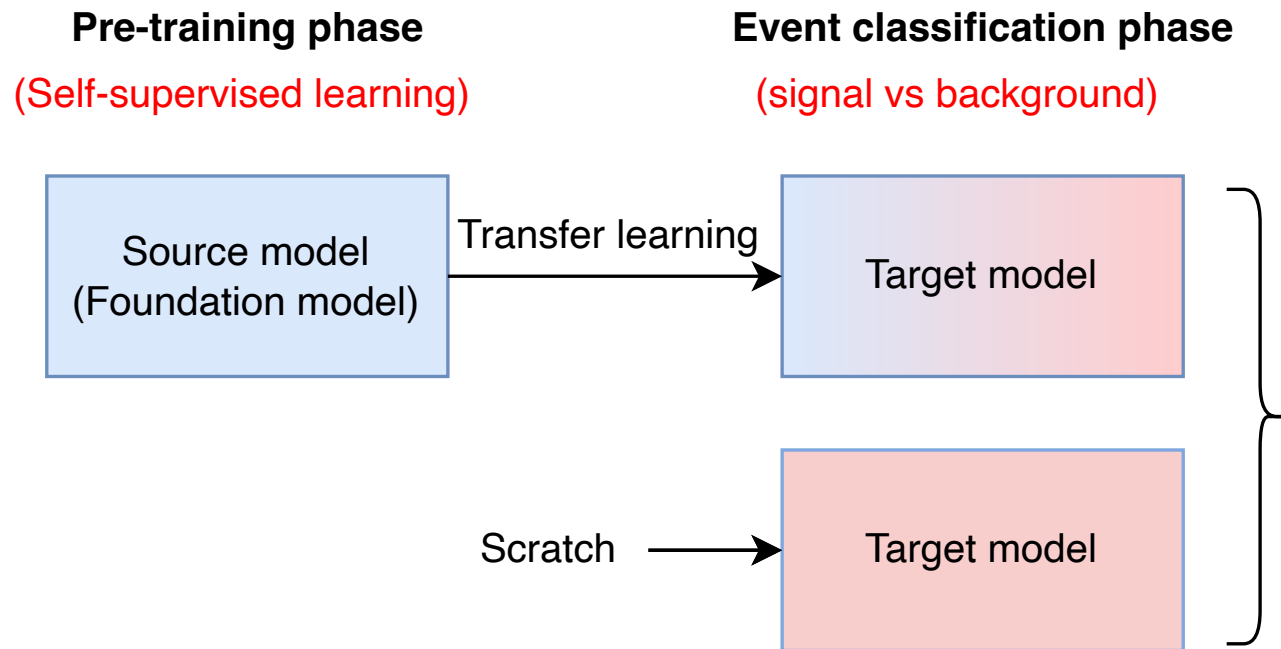 Pre-training phase
(Self-supervised learning)
Event classification phase
(signal vs background)
Source model
(Foundation model)
Transfer learning
Target model
Scratch
Target model